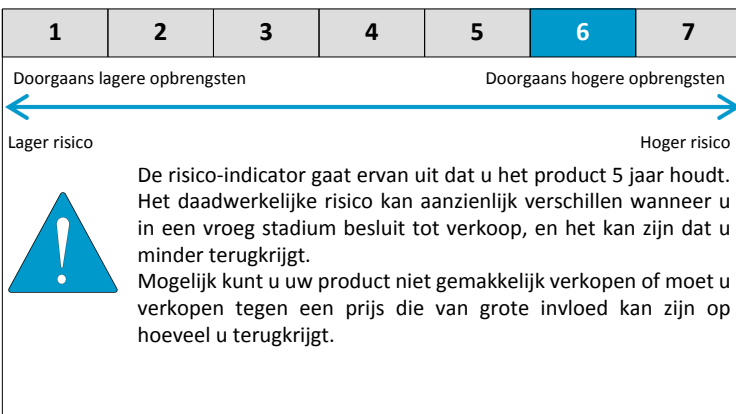 1 2 3 4 5 6 7
Doorgaans lagere opbrengsten Doorgaans hogere opbrengsten
Lager risico Hoger risico
De risico-indicator gaat ervan uit dat u het product 5 jaar houdt.
Het daadwerkelijke risico kan aanzienlijk verschillen wanneer u
in een vroeg stadium besluit tot verkoop, en het kan zijn dat u
minder terugkrijgt.
Mogelijk kunt u uw product niet gemakkelijk verkopen of moet u
verkopen tegen een prijs die van grote invloed kan zijn op
hoeveel u terugkrijgt.